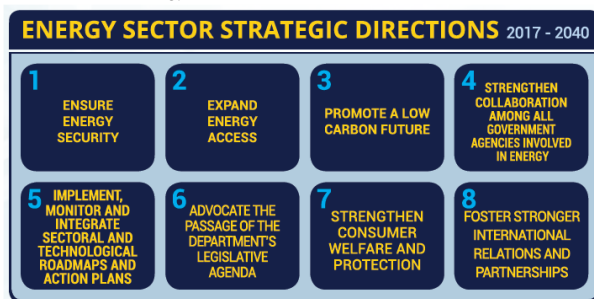 ENERGY SECTOR STRATEGIC DIRECTIONS 2017 - 2040
1
ENSURE
ENERGY
SECURITY
2
EXPAND
ENERGY
ACCESS
3
PROMOTE A LOW
CARBON FUTURE
4
STRENGTHEN
COLLABORATION
AMONG ALL
GOVERNMENT
AGENCIES INVOLVED
IN ENERGY
5
IMPLEMENT,
MONITOR AND
INTEGRATE
SECTORAL AND
TECHNOLOGICAL
ROADMAPS AND
ACTION PLANS
6
ADVOCATE THE
PASSAGE OF THE
DEPARTMENT'S
LEGISLATIVE
AGENDA
7
STRENGTHEN
CONSUMER
WELFARE AND
PROTECTION
8
FOSTER STRONGER
INTERNATIONAL
RELATIONS AND
PARTNERSHIPS